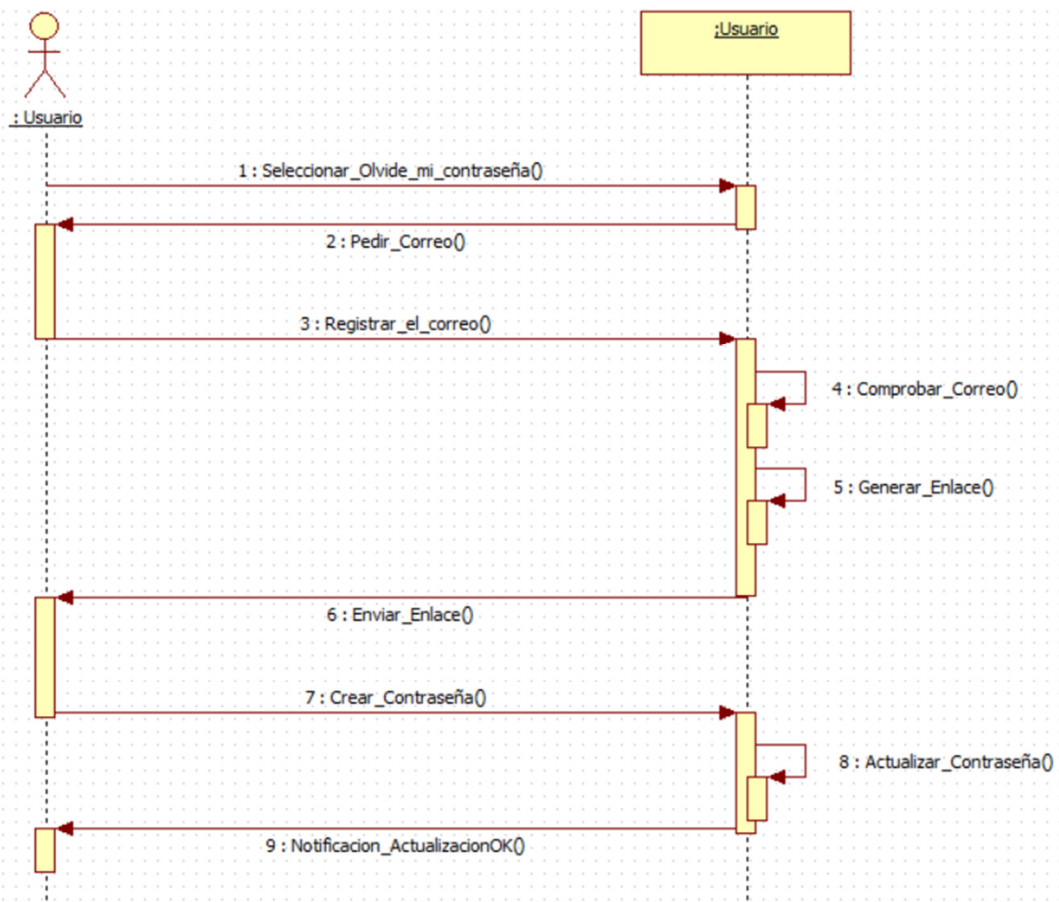 ;Usuario
: Usuario
1 : Seleccionar_Olvide_mi_contraseña()
2 : Pedir_Correo()
3 : Registrar_el_correo()
4 : Comprobar_Correo()
5 : Generar_Enlace()
6 : Enviar_Enlace()
7 : Crear_Contraseña()
8 : Actualizar_Contraseña()
9 : Notificacion_ActualizacionOK()